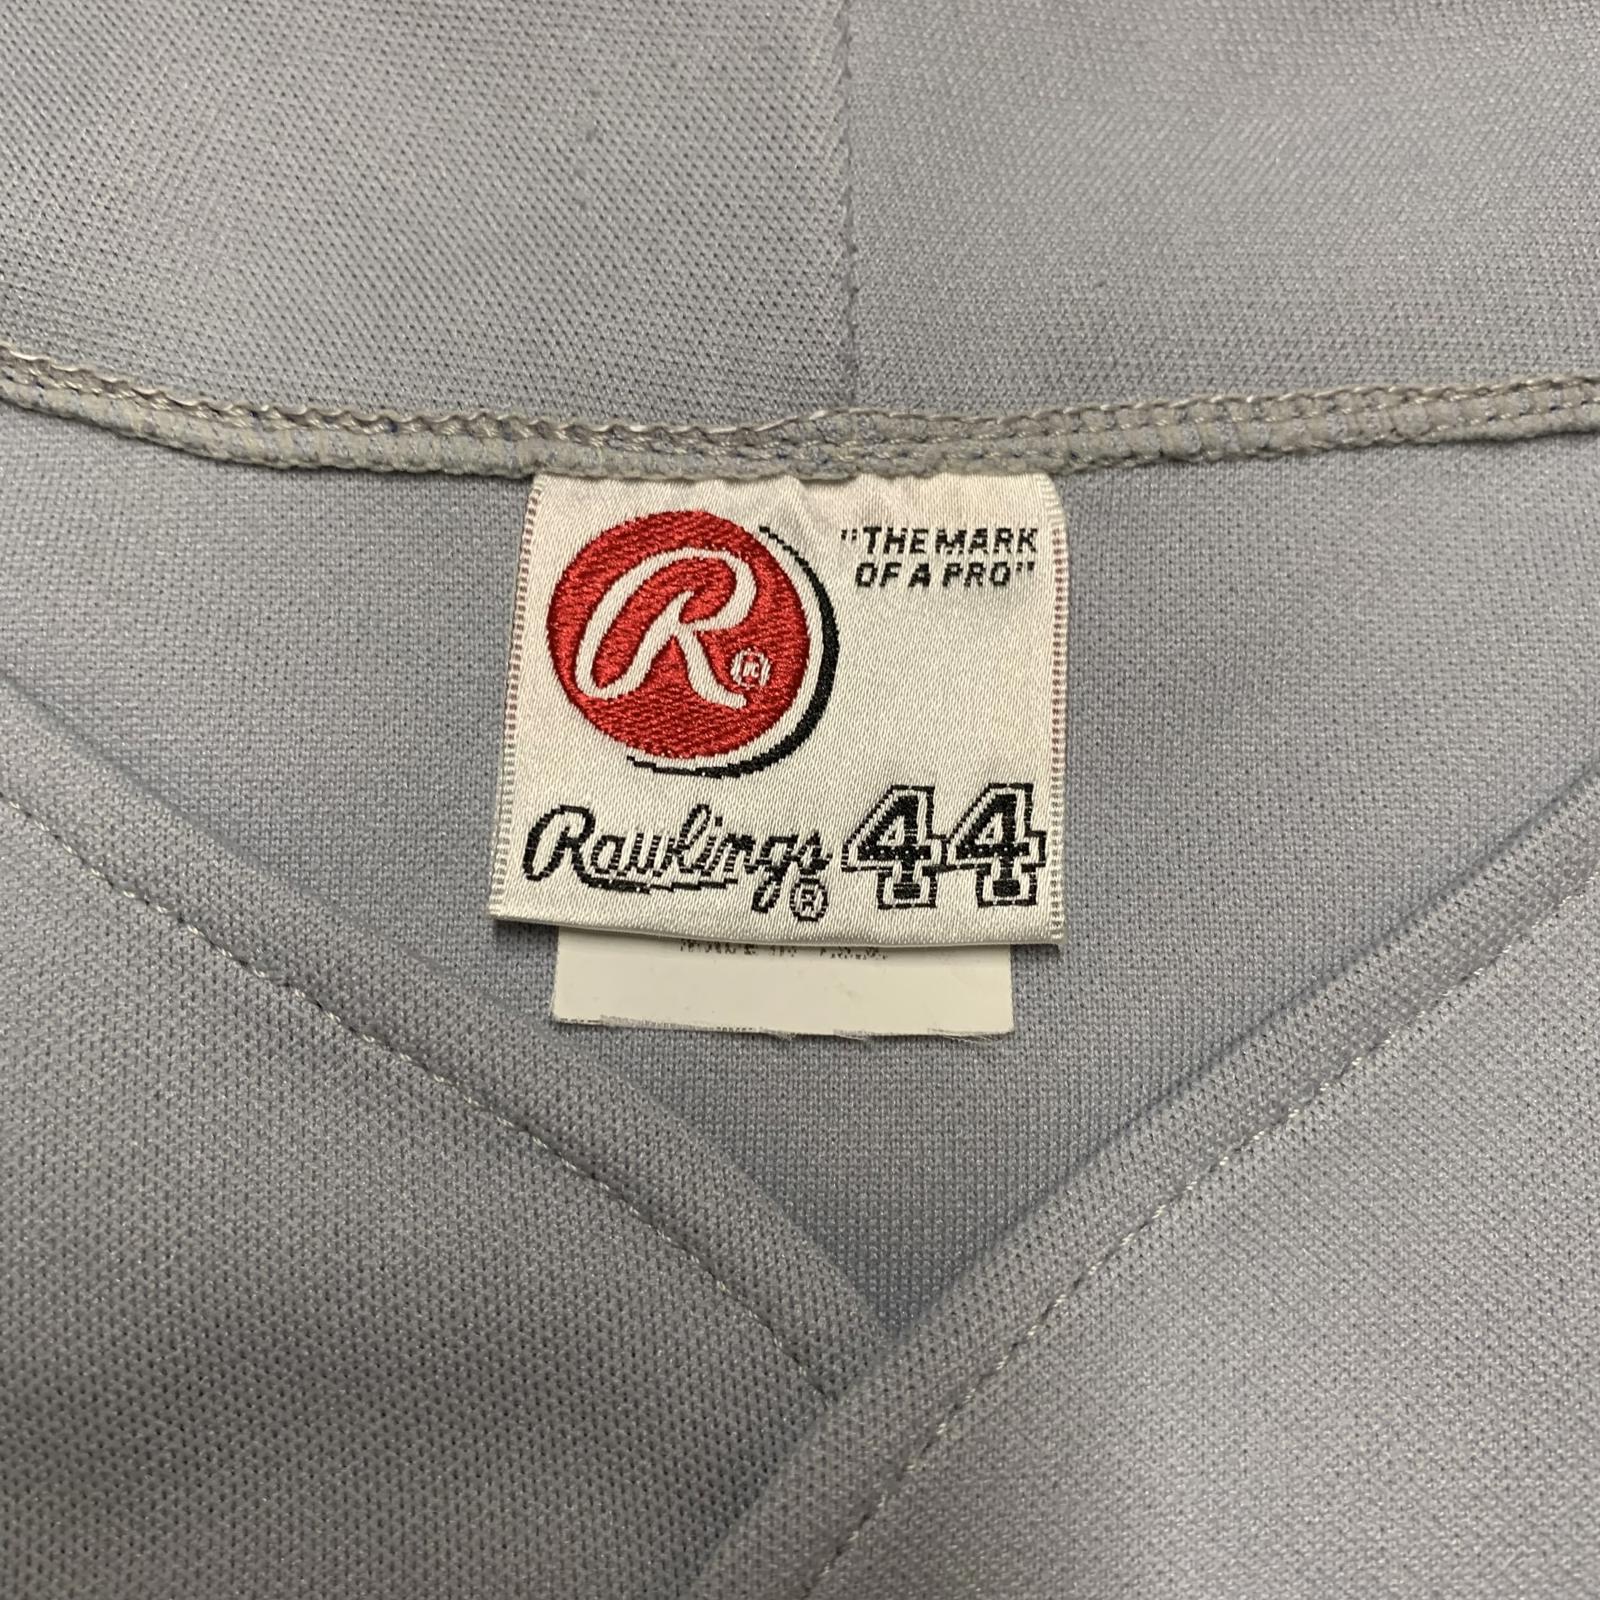 "THE MARK
OF A PRO"
R®
Rawlings® 44